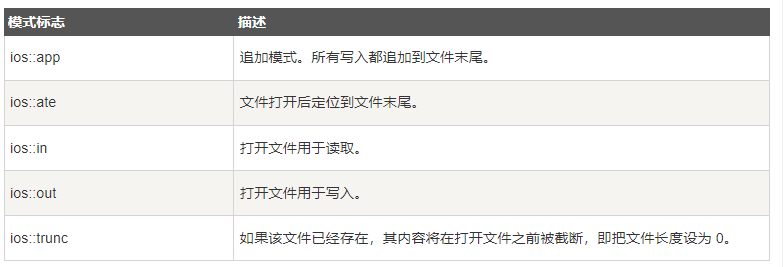 模式标志 描述
ios::app 追加模式。所有写入都追加到文件末尾。
ios::ate 文件打开后定位到文件末尾。
ios::in 打开文件用于读取。
ios::out 打开文件用于写入。
ios::trunc 如果该文件已经存在，其内容将在打开文件之前被截断，即把文件长度设为 0。